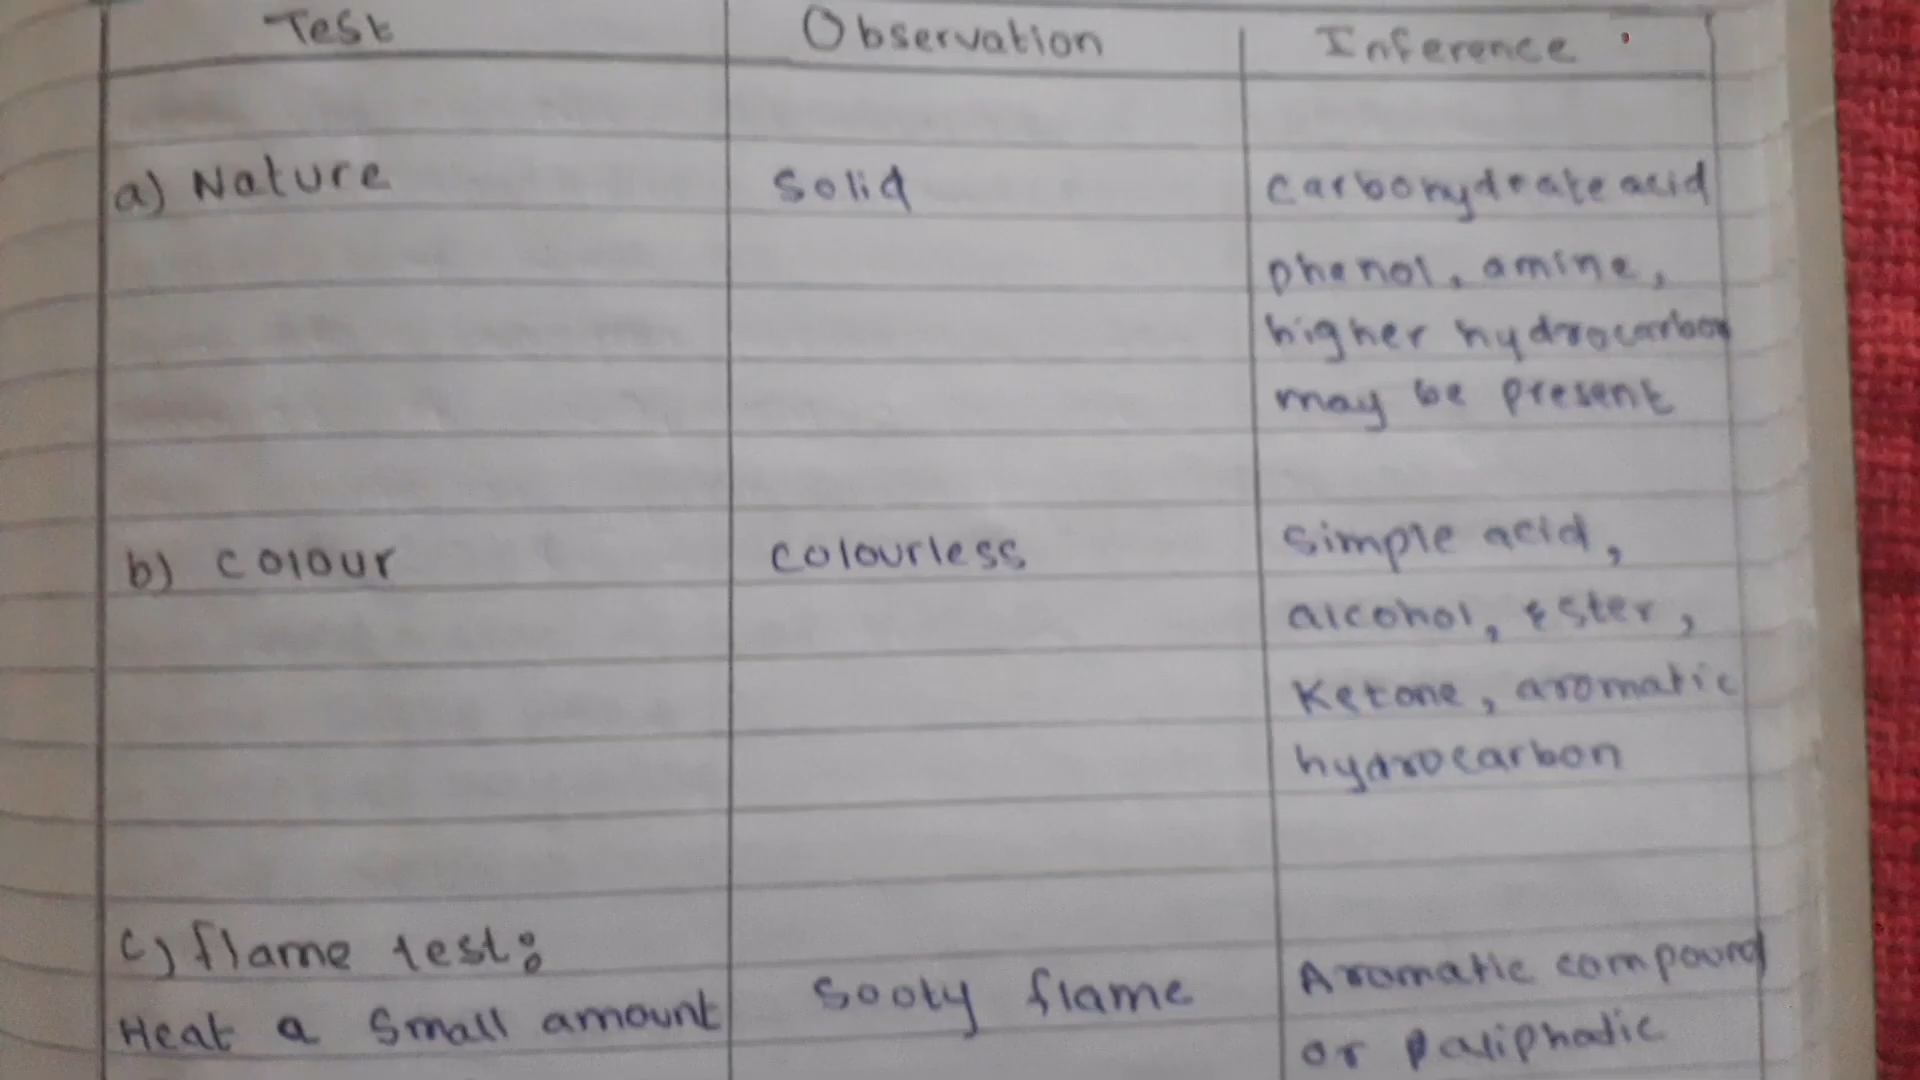 Test Observation Inference
a) Nature solid carbohydrate acid
phenol, amine,
higher hydrocarbon
may be present
b) colour colourless simple acid,
alcohol, Ester,
Ketone, aromatic
hydrocarbon
c) flame test:
Heat a small amount sooty flame Aromatic compound
or paliphatic